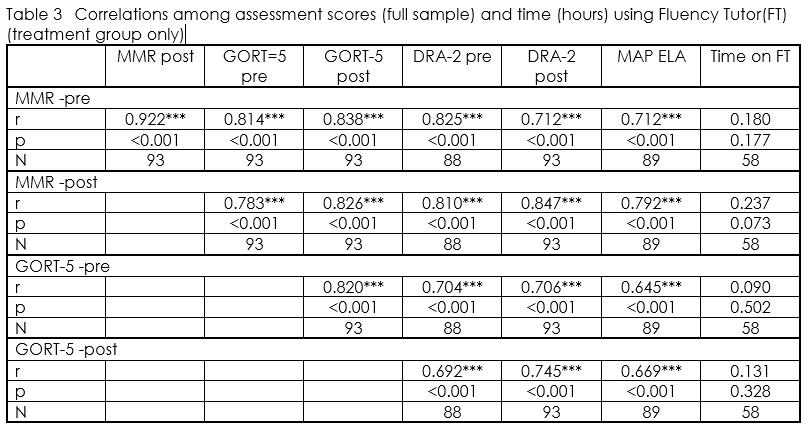 Table 3 Correlations among assessment scores (full sample) and time (hours) using Fluency Tutor(FT)
(treatment group only)
MMR post GORT=5 pre GORT-5 post DRA-2 pre DRA-2 post MAP ELA Time on FT
MMR -pre
r 0.922*** 0.814*** 0.838*** 0.825*** 0.712*** 0.712*** 0.180
p <0.001 <0.001 <0.001 <0.001 <0.001 <0.001 0.177
N 93 93 93 88 93 89 58
MMR -post
r 0.783*** 0.826*** 0.810*** 0.847*** 0.792*** 0.237
p <0.001 <0.001 <0.001 <0.001 <0.001 0.073
N 93 93 88 93 89 58
GORT-5 -pre
r 0.820*** 0.704*** 0.706*** 0.645*** 0.090
p <0.001 <0.001 <0.001 <0.001 0.502
N 93 88 93 89 58
GORT-5 -post
r 0.692*** 0.745*** 0.669*** 0.131
p <0.001 <0.001 <0.001 0.328
N 88 93 89 58